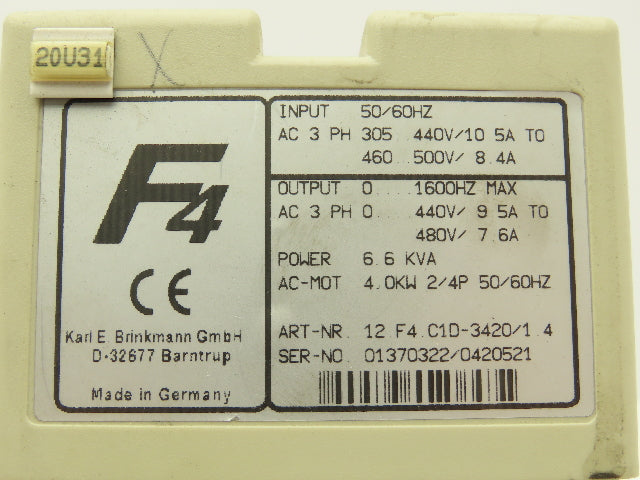 20U31
X
F4
CE
Karl E. Brinkmann GmbH
D-32677 Barntrup
Made in Germany
INPUT 50/60HZ
AC 3 PH 305...440V/10.5A TO
460...500V/ 8.4A
OUTPUT 0....1600HZ MAX
AC 3 PH 0....440V/ 9.5A TO
480V/ 7.6A
POWER 6.6 KVA
AC-MOT 4.0KW 2/4P 50/60HZ
ART-NR. 12.F4.C1D-3420/1.4
SER-NO. 01370322/0420521